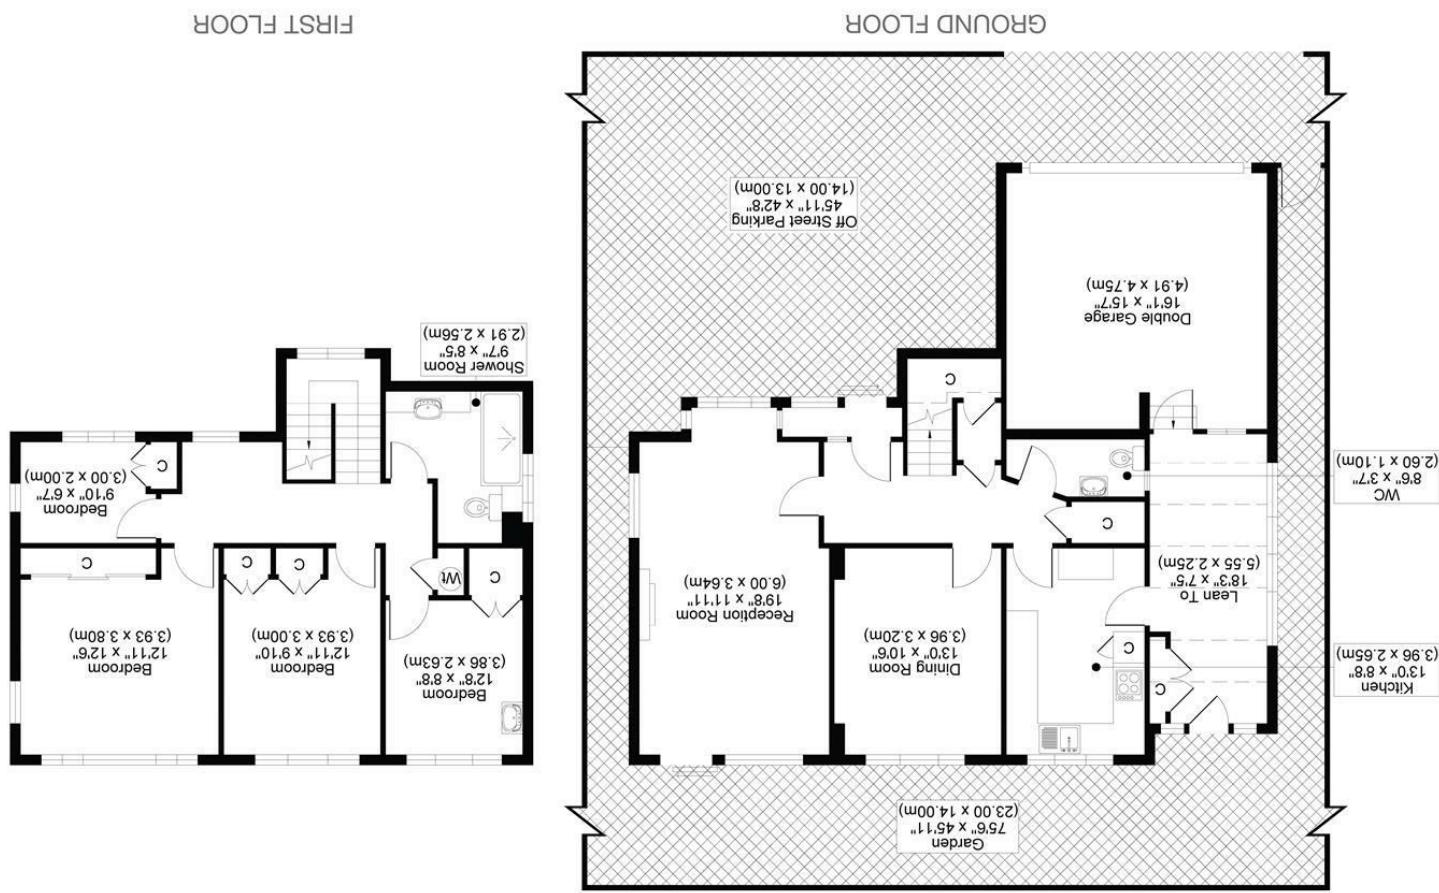 Garden
75'6" x 45'11"
(23.00 x 14.00m)
Kitchen
13'0" x 8'8"
(3.96 x 2.65m)
C
C
Lean To
18'3" x 7'5"
(5.55 x 2.25m)
Dining Room
13'0" x 10'6"
(3.96 x 3.20m)
Reception Room
19'8" x 11'11"
(6.00 x 3.64m)
WC
8'6" x 3'7"
(2.60 x 1.10m)
C
C
Double Garage
16'1" x 15'7"
(4.91 x 4.75m)
Off Street Parking
45'11" x 42'8"
(14.00 x 13.00m)
GROUND FLOOR
Bedroom
12'8" x 8'8"
(3.86 x 2.63m)
Bedroom
12'11" x 9'10"
(3.93 x 3.00m)
Bedroom
12'11" x 12'6"
(3.93 x 3.80m)
C
Wt
C
C
C
Bedroom
9'10" x 6'7"
(3.00 x 2.00m)
C
Shower Room
9'7" x 8'5"
(2.91 x 2.56m)
FIRST FLOOR